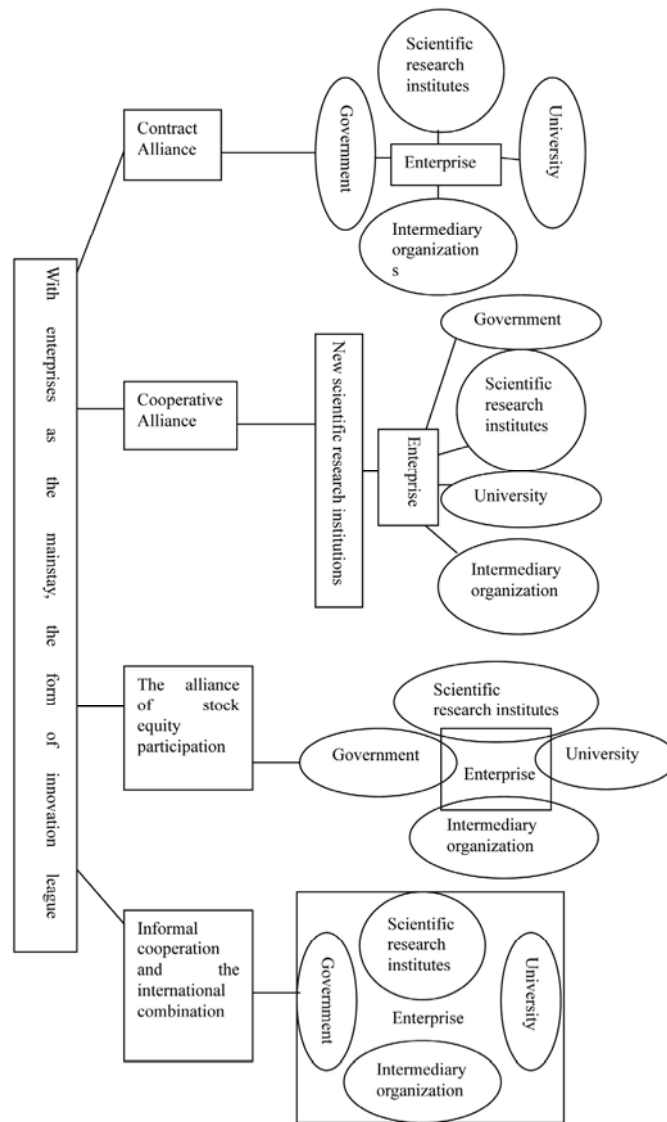 With enterprises as the mainstay, the form of innovation league
Contract
Alliance
Government
Scientific
research
institutes
Enterprise
University
Intermediary
organization
s
Cooperative
Alliance
New scientific research institutions
Enterprise
Government
Scientific
research
institutes
University
Intermediary
organization
The alliance
of stock
equity
participation
Scientific
research institutes
Government
Enterprise
University
Intermediary
organization
Informal
cooperation
and the
international
combination
Scientific
research
institutes
Government
Enterprise
University
Intermediary
organization